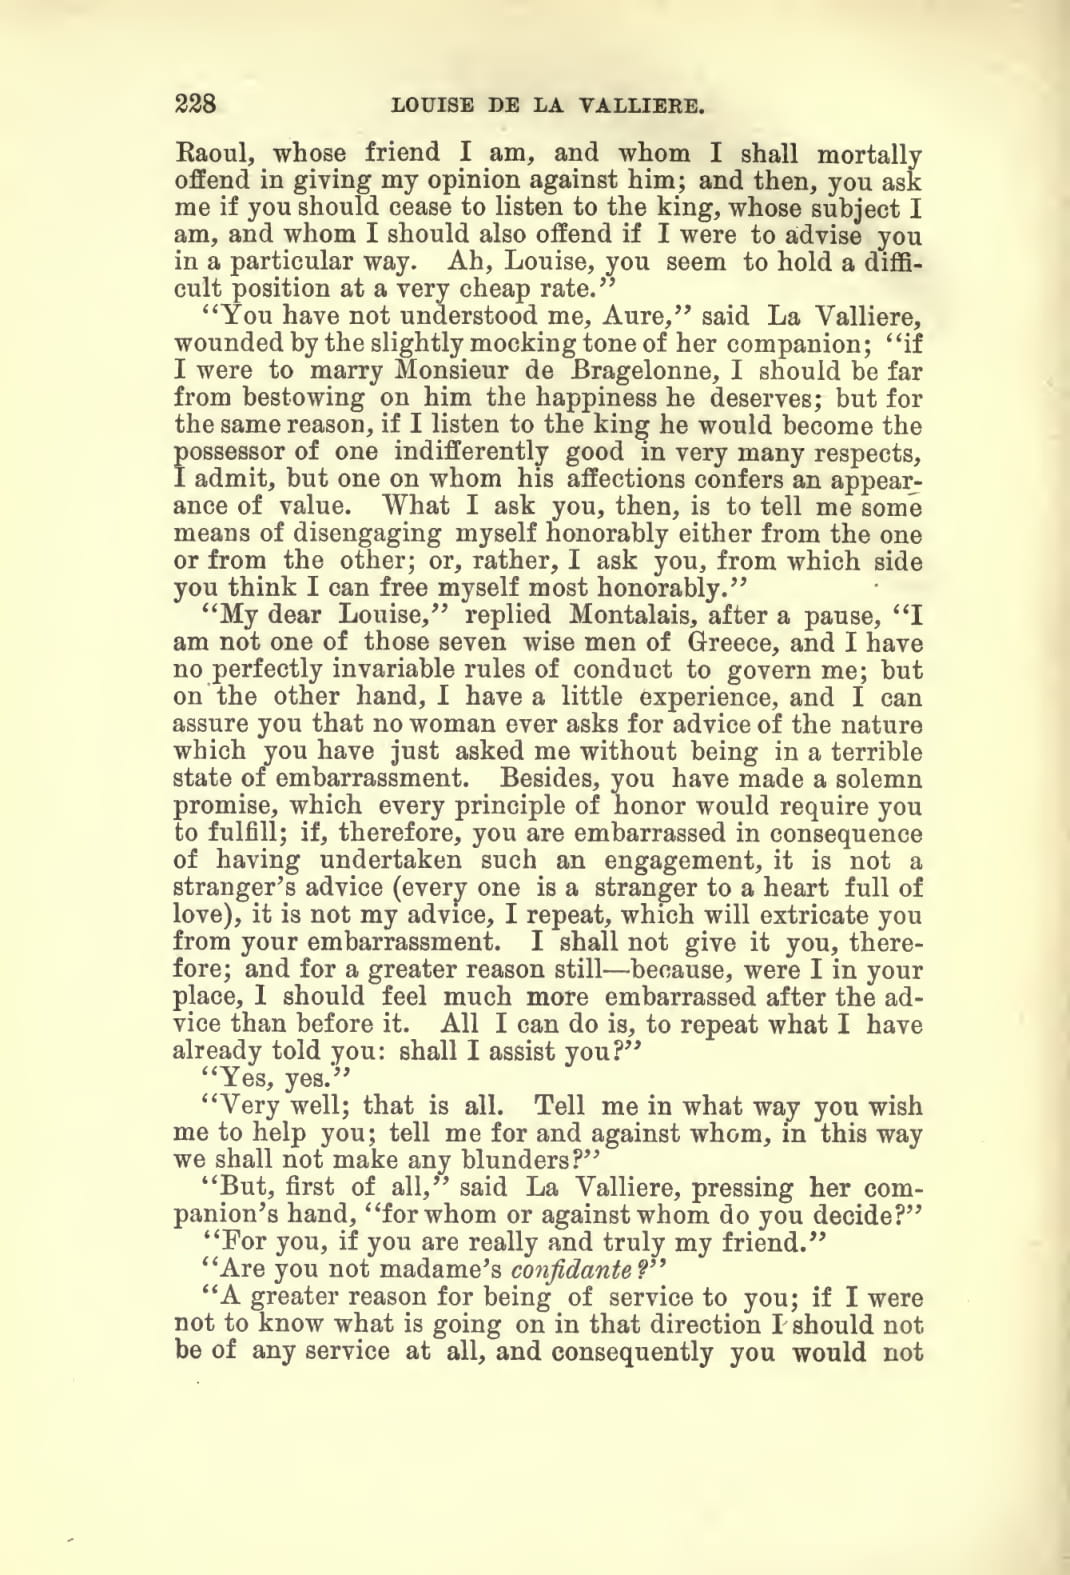 228 LOUISE DE LA VALLIERE.
Raoul, whose friend I am, and whom I shall mortally
offend in giving my opinion against him; and then, you ask
me if you should cease to listen to the king, whose subject I
am, and whom I should also offend if I were to advise you
in a particular way. Ah, Louise, you seem to hold a diffi-
cult position at a very cheap rate.”
“You have not understood me, Aure,” said La Valliere,
wounded by the slightly mocking tone of her companion; “if
I were to marry Monsieur de Bragelonne, I should be far
from bestowing on him the happiness he deserves; but for
the same reason, if I listen to the king he would become the
possessor of one indifferently good in very many respects,
I admit, but one on whom his affections confers an appear-
ance of value. What I ask you, then, is to tell me some
means of disengaging myself honorably either from the one
or from the other; or, rather, I ask you, from which side
you think I can free myself most honorably.”
“My dear Louise,” replied Montalais, after a pause, “I
am not one of those seven wise men of Greece, and I have
no perfectly invariable rules of conduct to govern me; but
on the other hand, I have a little experience, and I can
assure you that no woman ever asks for advice of the nature
which you have just asked me without being in a terrible
state of embarrassment. Besides, you have made a solemn
promise, which every principle of honor would require you
to fulfill; if, therefore, you are embarrassed in consequence
of having undertaken such an engagement, it is not a
stranger’s advice (every one is a stranger to a heart full of
love), it is not my advice, I repeat, which will extricate you
from your embarrassment. I shall not give it you, there-
fore; and for a greater reason still—because, were I in your
place, I should feel much more embarrassed after the ad-
vice than before it. All I can do is, to repeat what I have
already told you: shall I assist you?”
“Yes, yes.”
“Very well; that is all. Tell me in what way you wish
me to help you; tell me for and against whom, in this way
we shall not make any blunders?”
“But, first of all,” said La Valliere, pressing her com-
panion’s hand, “for whom or against whom do you decide?”
“For you, if you are really and truly my friend.”
“Are you not madame’s confidante?”
“A greater reason for being of service to you; if I were
not to know what is going on in that direction I should not
be of any service at all, and consequently you would not